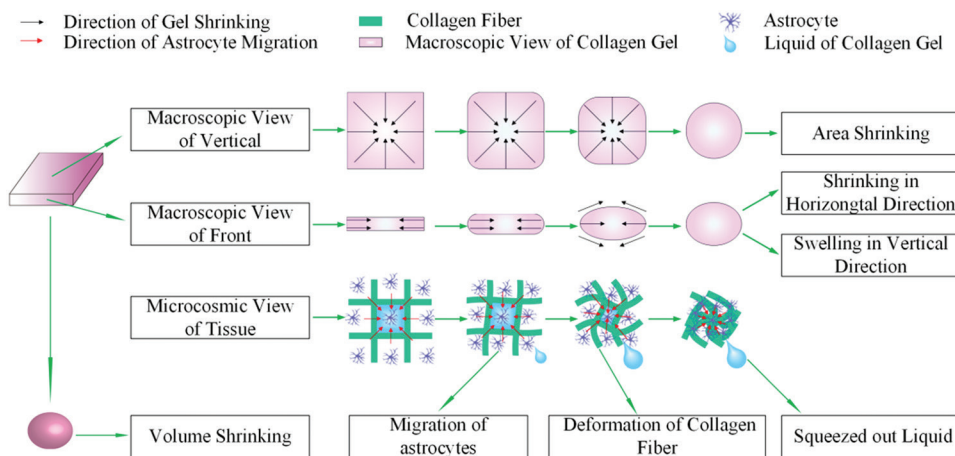 Direction of Gel Shrinking
Collagen Fiber
Astrocyte
Direction of Astrocyte Migration
Macroscopic View of Collagen Gel
Liquid of Collagen Gel
Macroscopic View
of Vertical
Area Shrinking
Macroscopic View
of Front
Shrinking in
Horizongtal Direction
Swelling in Vertical
Direction
Microcosmic View
of Tissue
Volume Shrinking
Migration of
astrocytes
Deformation of Collagen
Fiber
Squeezed out Liquid